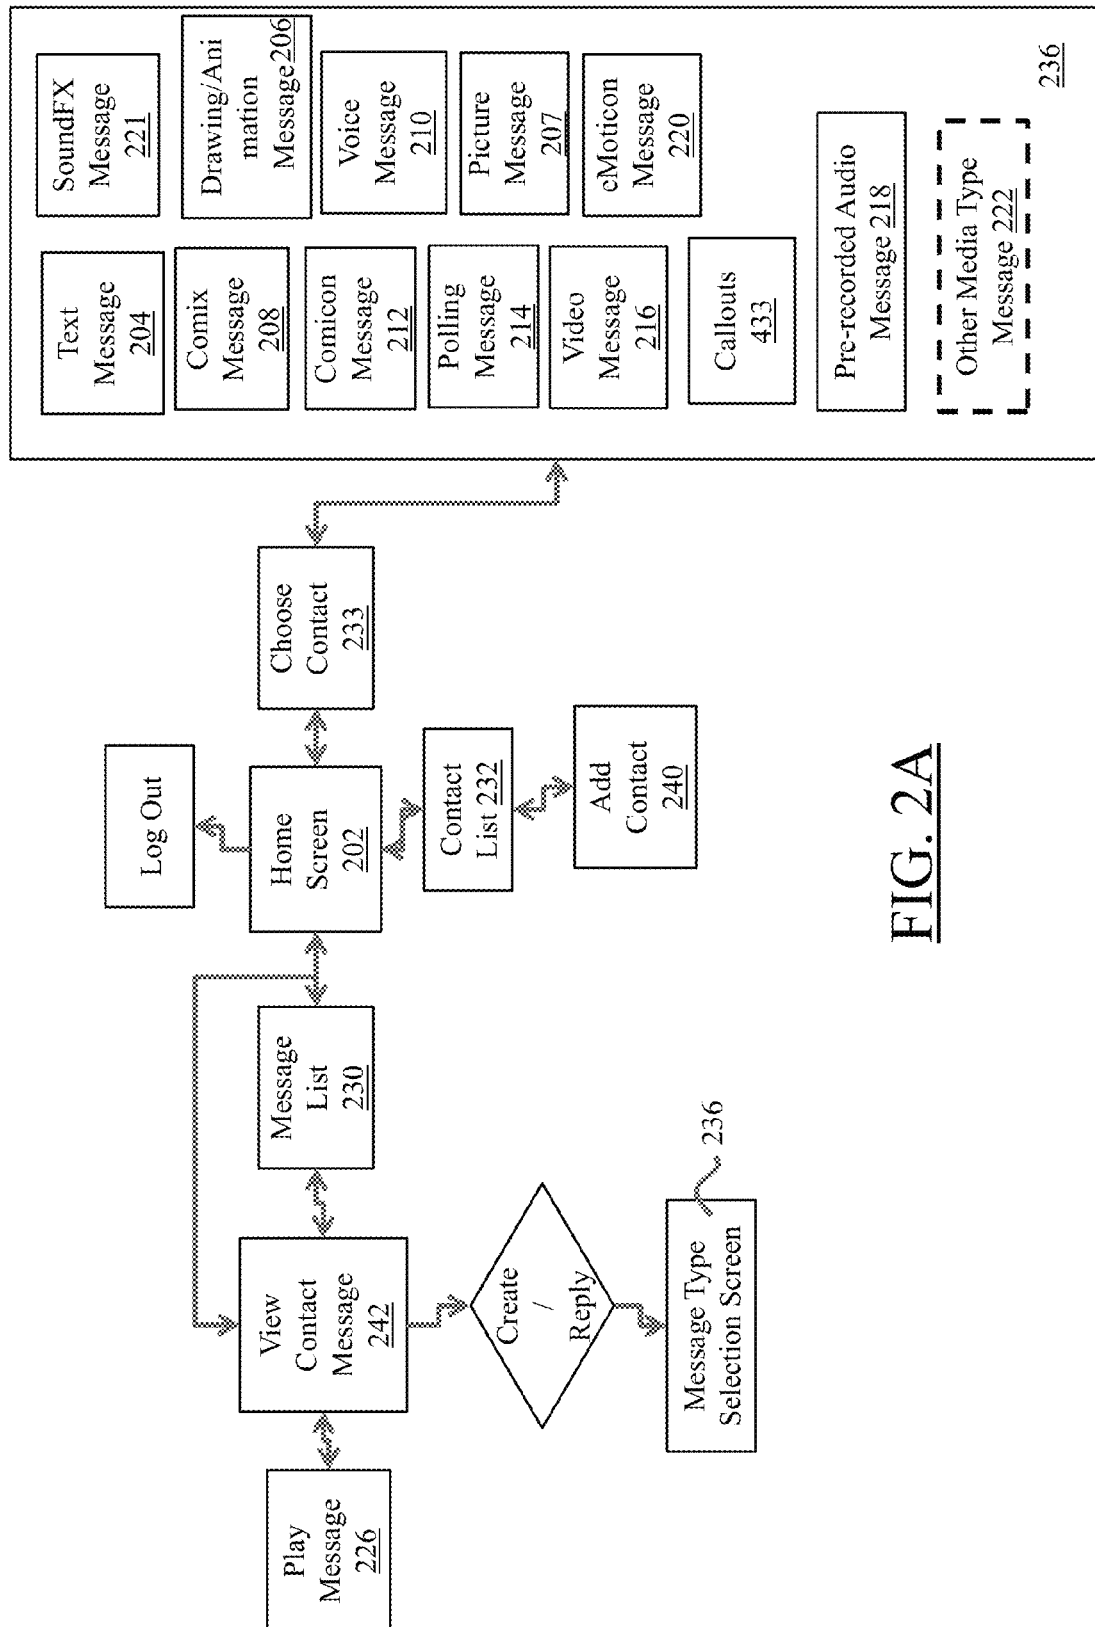 Play
Message
226
View
Contact
Message
242
Create
/
Reply
Message Type
Selection Screen
236
Message
List
230
Log Out
Home
Screen
202
Contact
List 232
Add
Contact
240
Choose
Contact
233
Text
Message
204
SoundFX
Message
221
Comix
Message
208
Drawing/Ani
mation
Message206
Comicon
Message
212
Voice
Message
210
Polling
Message
214
Picture
Message
207
Video
Message
216
eMoticon
Message
220
Callouts
433
Pre-recorded Audio
Message 218
Other Media Type
Message 222
236
FIG. 2A